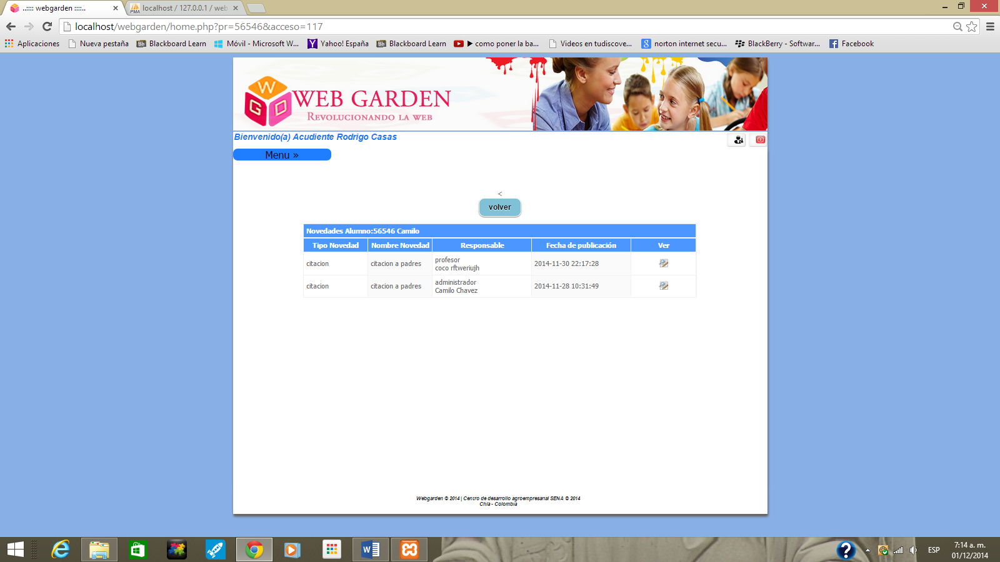 ..:::: webgarden ::::..
localhost / 127.0.0.1 / web
localhost/webgarden/home.php?pr=56546&acceso=117
Aplicaciones
Nueva pestaña
Blackboard Learn
Móvil - Microsoft W...
Yahoo! España
Blackboard Learn
▶ como poner la ba...
Videos en tudiscove...
norton internet secu...
BlackBerry - Softwar...
Facebook
W G D
WEB GARDEN
REVOLUCIONANDO LA WEB
Bienvenido(a) Acudiente Rodrigo Casas
Menu »
<
volver
Novedades Alumno:56546 Camilo
Tipo Novedad Nombre Novedad Responsable Fecha de publicación Ver
citacion citacion a padres profesor coco rftweriujh 2014-11-30 22:17:28
citacion citacion a padres administrador Camilo Chavez 2014-11-28 10:31:49
Webgarden © 2014 | Centro de desarrollo agroempresarial SENA © 2014
Chía - Colombia
ESP
7:14 a. m.
01/12/2014